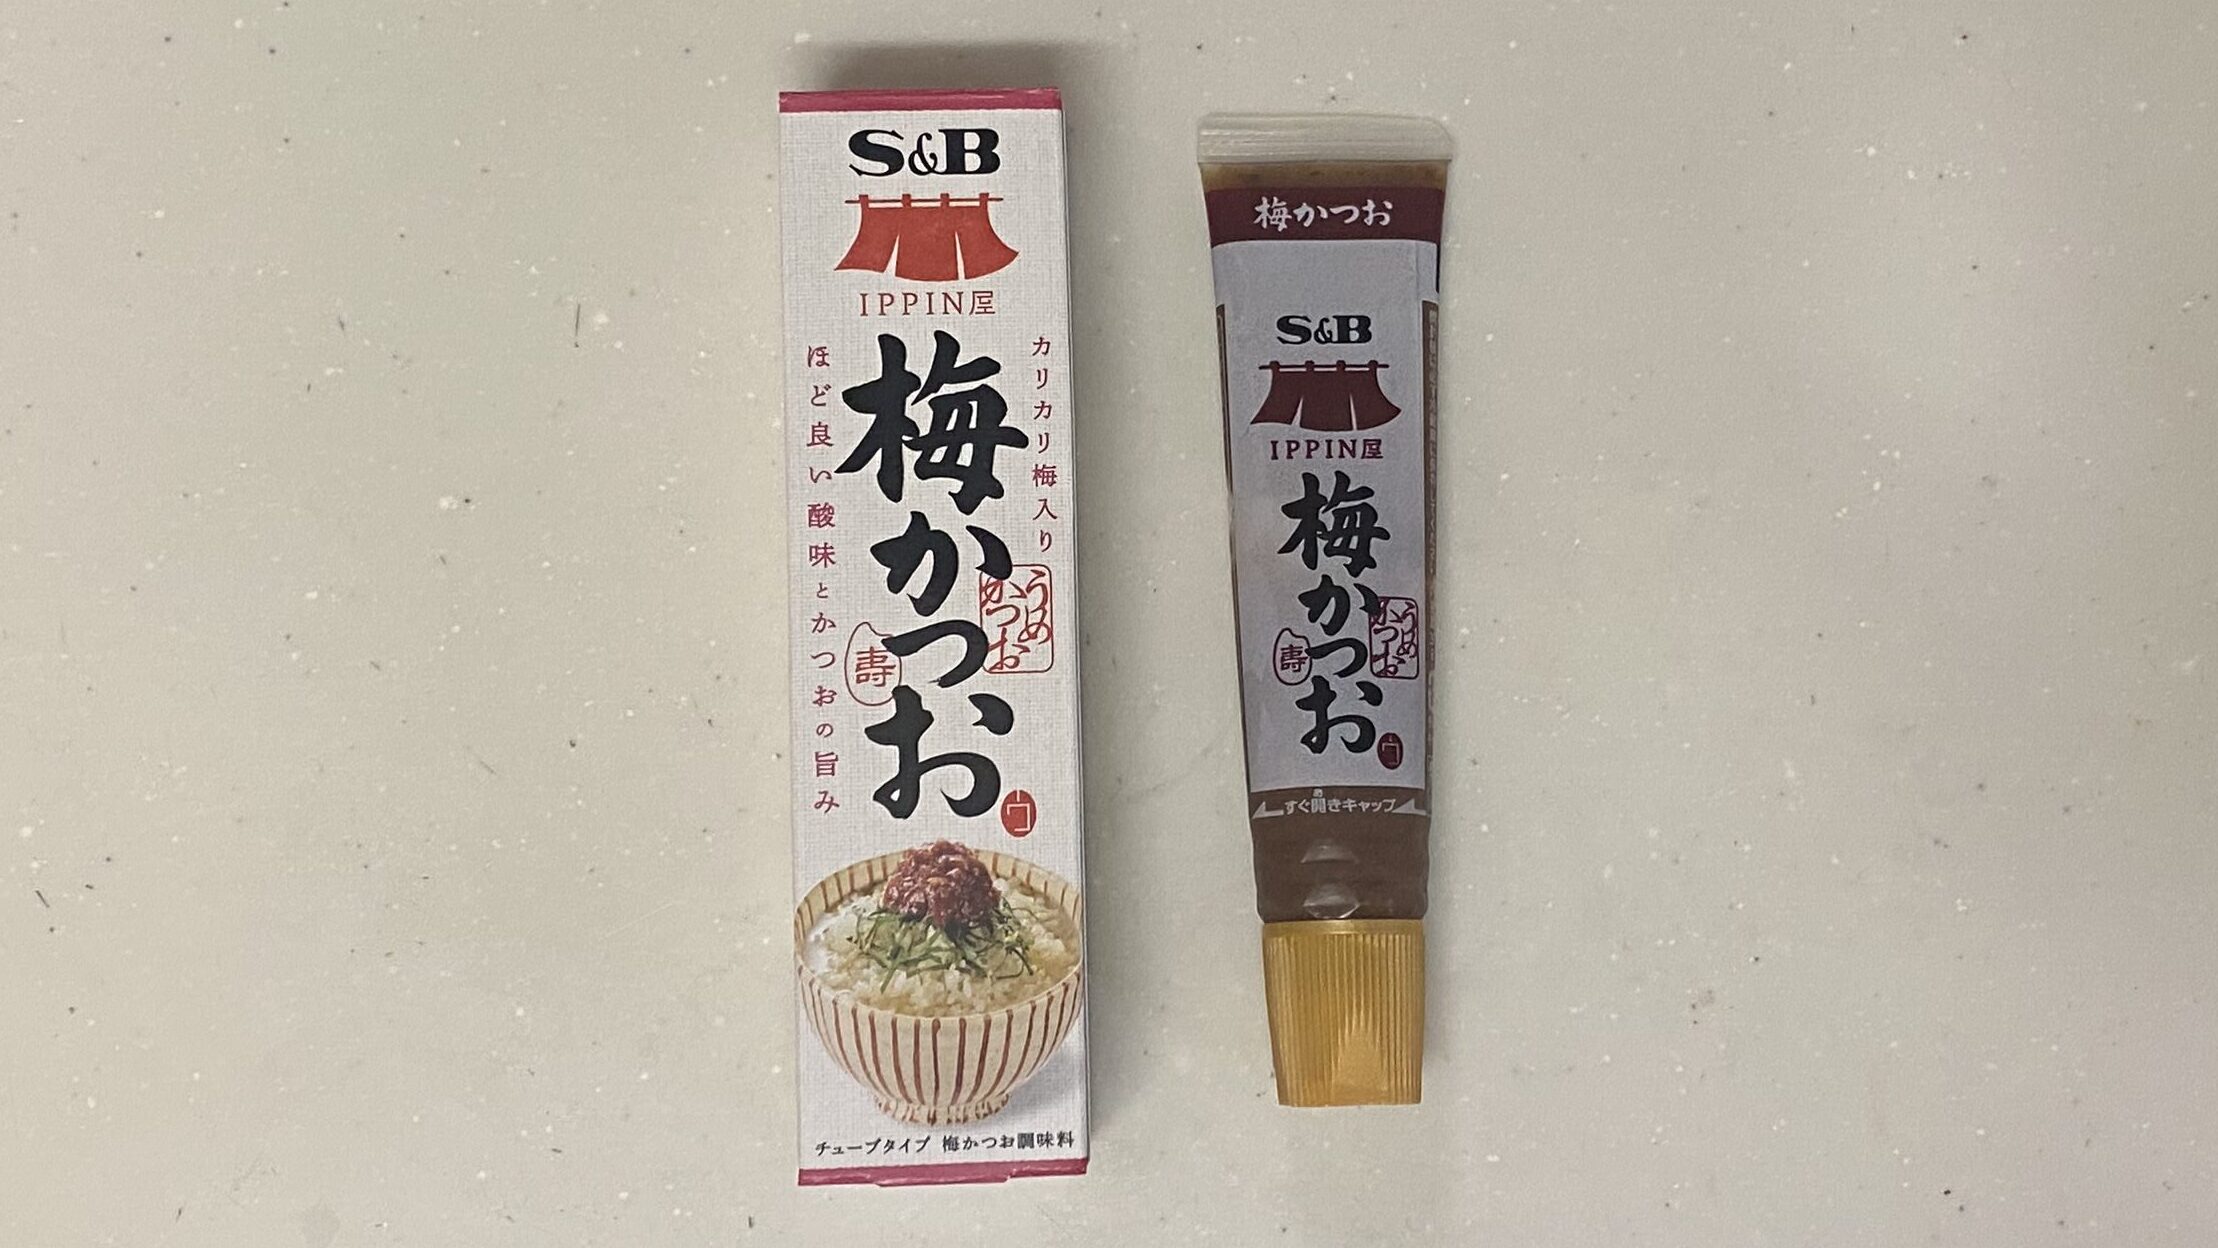 S&B
IPPIN屋
カリカリ梅入り
梅かつお
ほど良い酸味とかつおの旨み
うめ
かつお
寿
チューブタイプ 梅かつお調味料
梅かつお
S&B
IPPIN屋
梅かつお
うめ
かつお
寿
すぐ開きキャップ